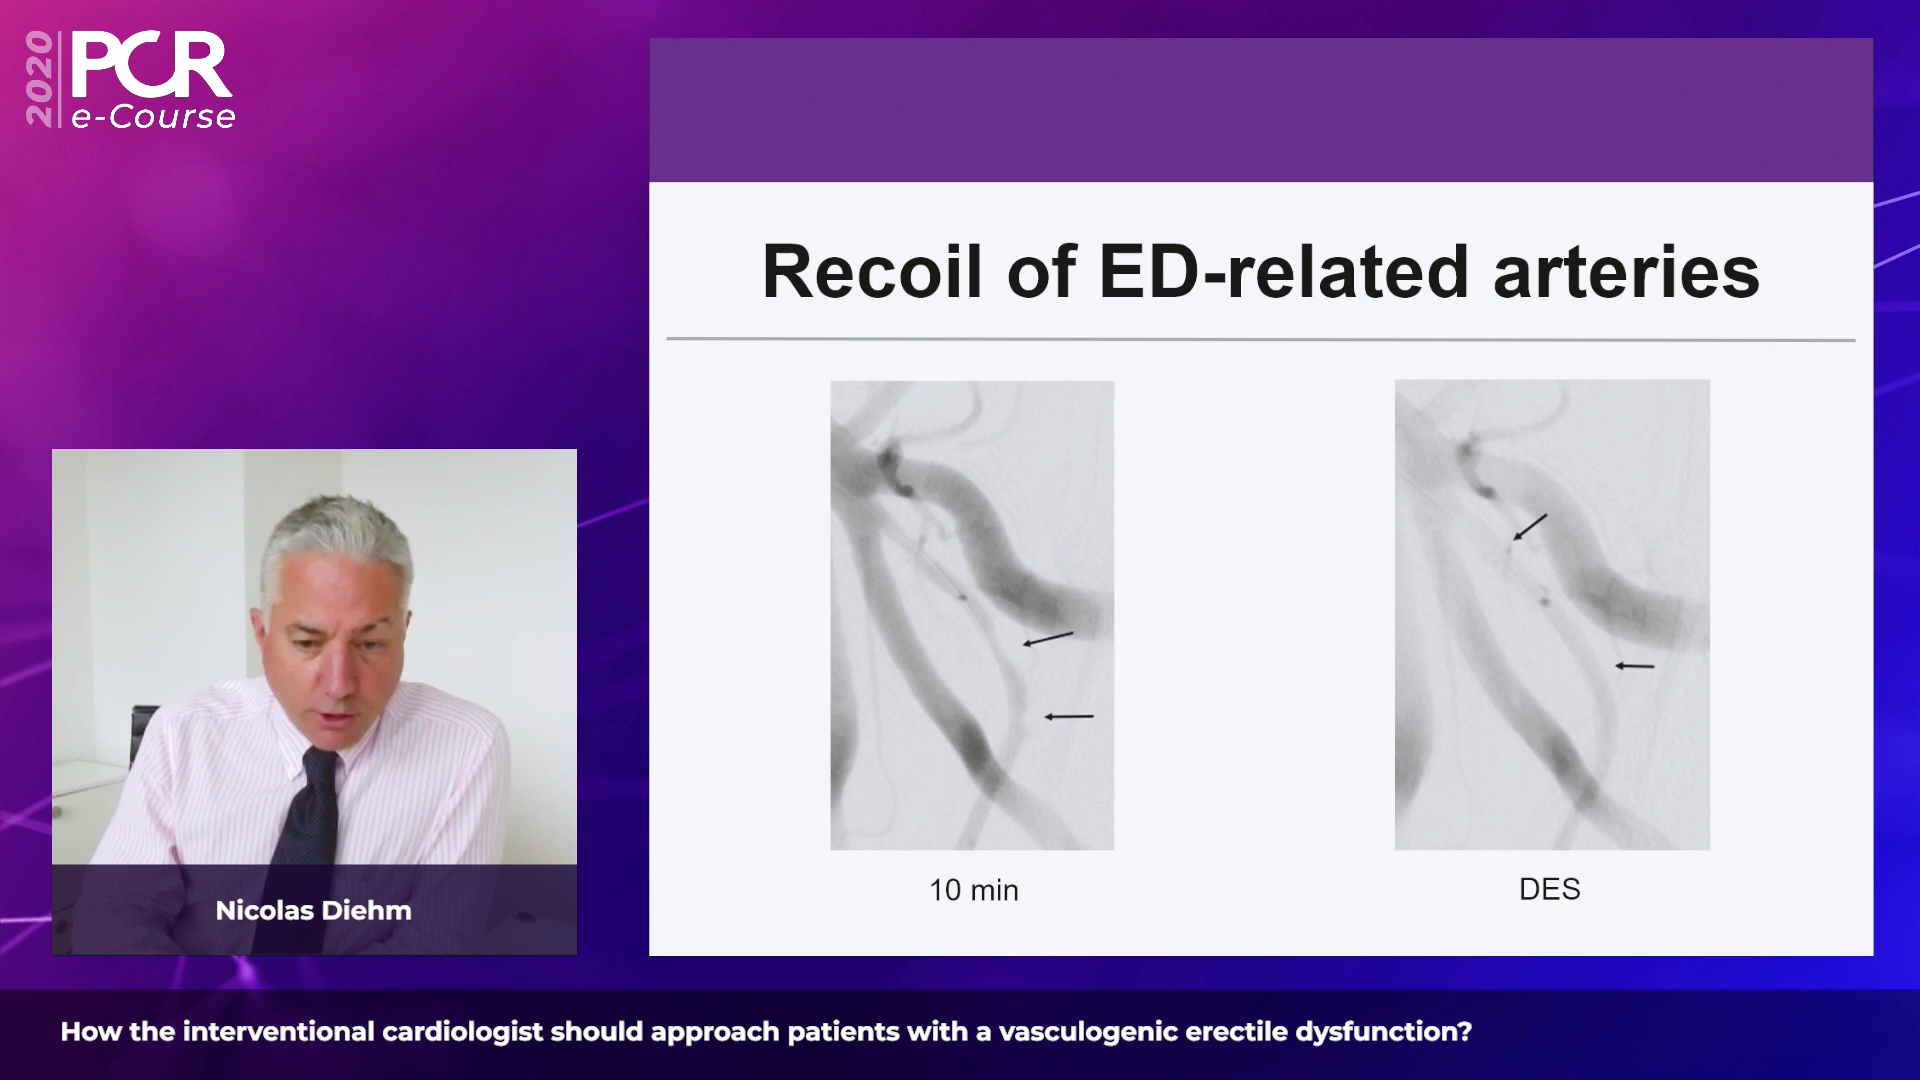 2020
PCR
e-Course
Recoil of ED-related arteries
10 min
DES
Nicolas Diehm
How the interventional cardiologist should approach patients with a vasculogenic erectile dysfunction?